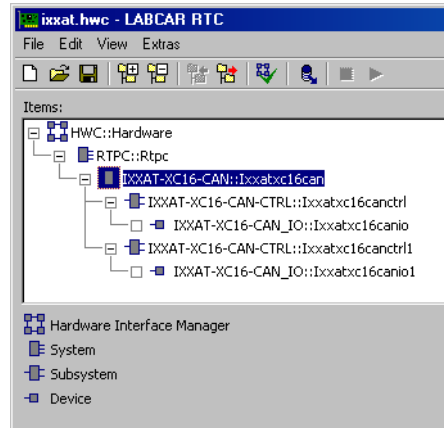 ixxat.hwc - LABCAR RTC
File Edit View Extras
Items:
HWC::Hardware
RTPC::Rtpc
IXXAT-XC16-CAN::Ixxatxc16can
IXXAT-XC16-CAN-CTRL::Ixxatxc16canctrl
IXXAT-XC16-CAN_IO::Ixxatxc16canio
IXXAT-XC16-CAN-CTRL::Ixxatxc16canctrl1
IXXAT-XC16-CAN_IO::Ixxatxc16canio1
Hardware Interface Manager
System
Subsystem
Device